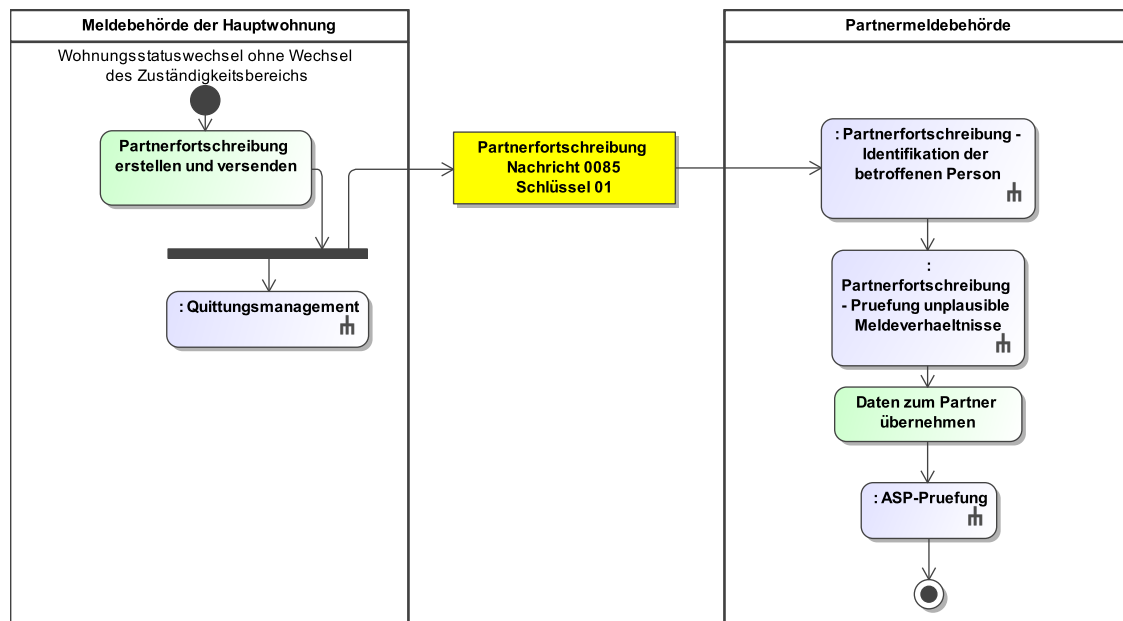 Meldebehörde der Hauptwohnung
Wohnungsstatuswechsel ohne Wechsel
des Zuständigkeitsbereichs
Partnerfortschreibung
erstellen und versenden
: Quittungsmanagement
Partnerfortschreibung
Nachricht 0085
Schlüssel 01
Partnermeldebehörde
: Partnerfortschreibung -
Identifikation der
betroffenen Person
:
Partnerfortschreibung
- Pruefung unplausible
Meldeverhaeltnisse
Daten zum Partner
übernehmen
: ASP-Pruefung